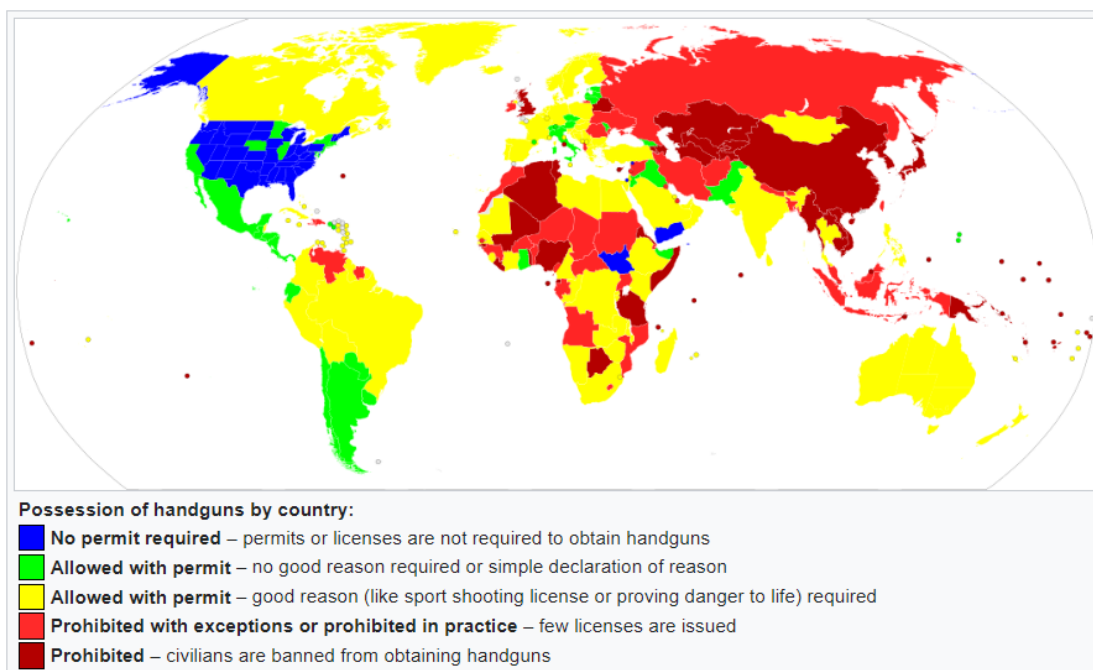 Possession of handguns by country:
No permit required – permits or licenses are not required to obtain handguns
Allowed with permit – no good reason required or simple declaration of reason
Allowed with permit – good reason (like sport shooting license or proving danger to life) required
Prohibited with exceptions or prohibited in practice – few licenses are issued
Prohibited – civilians are banned from obtaining handguns